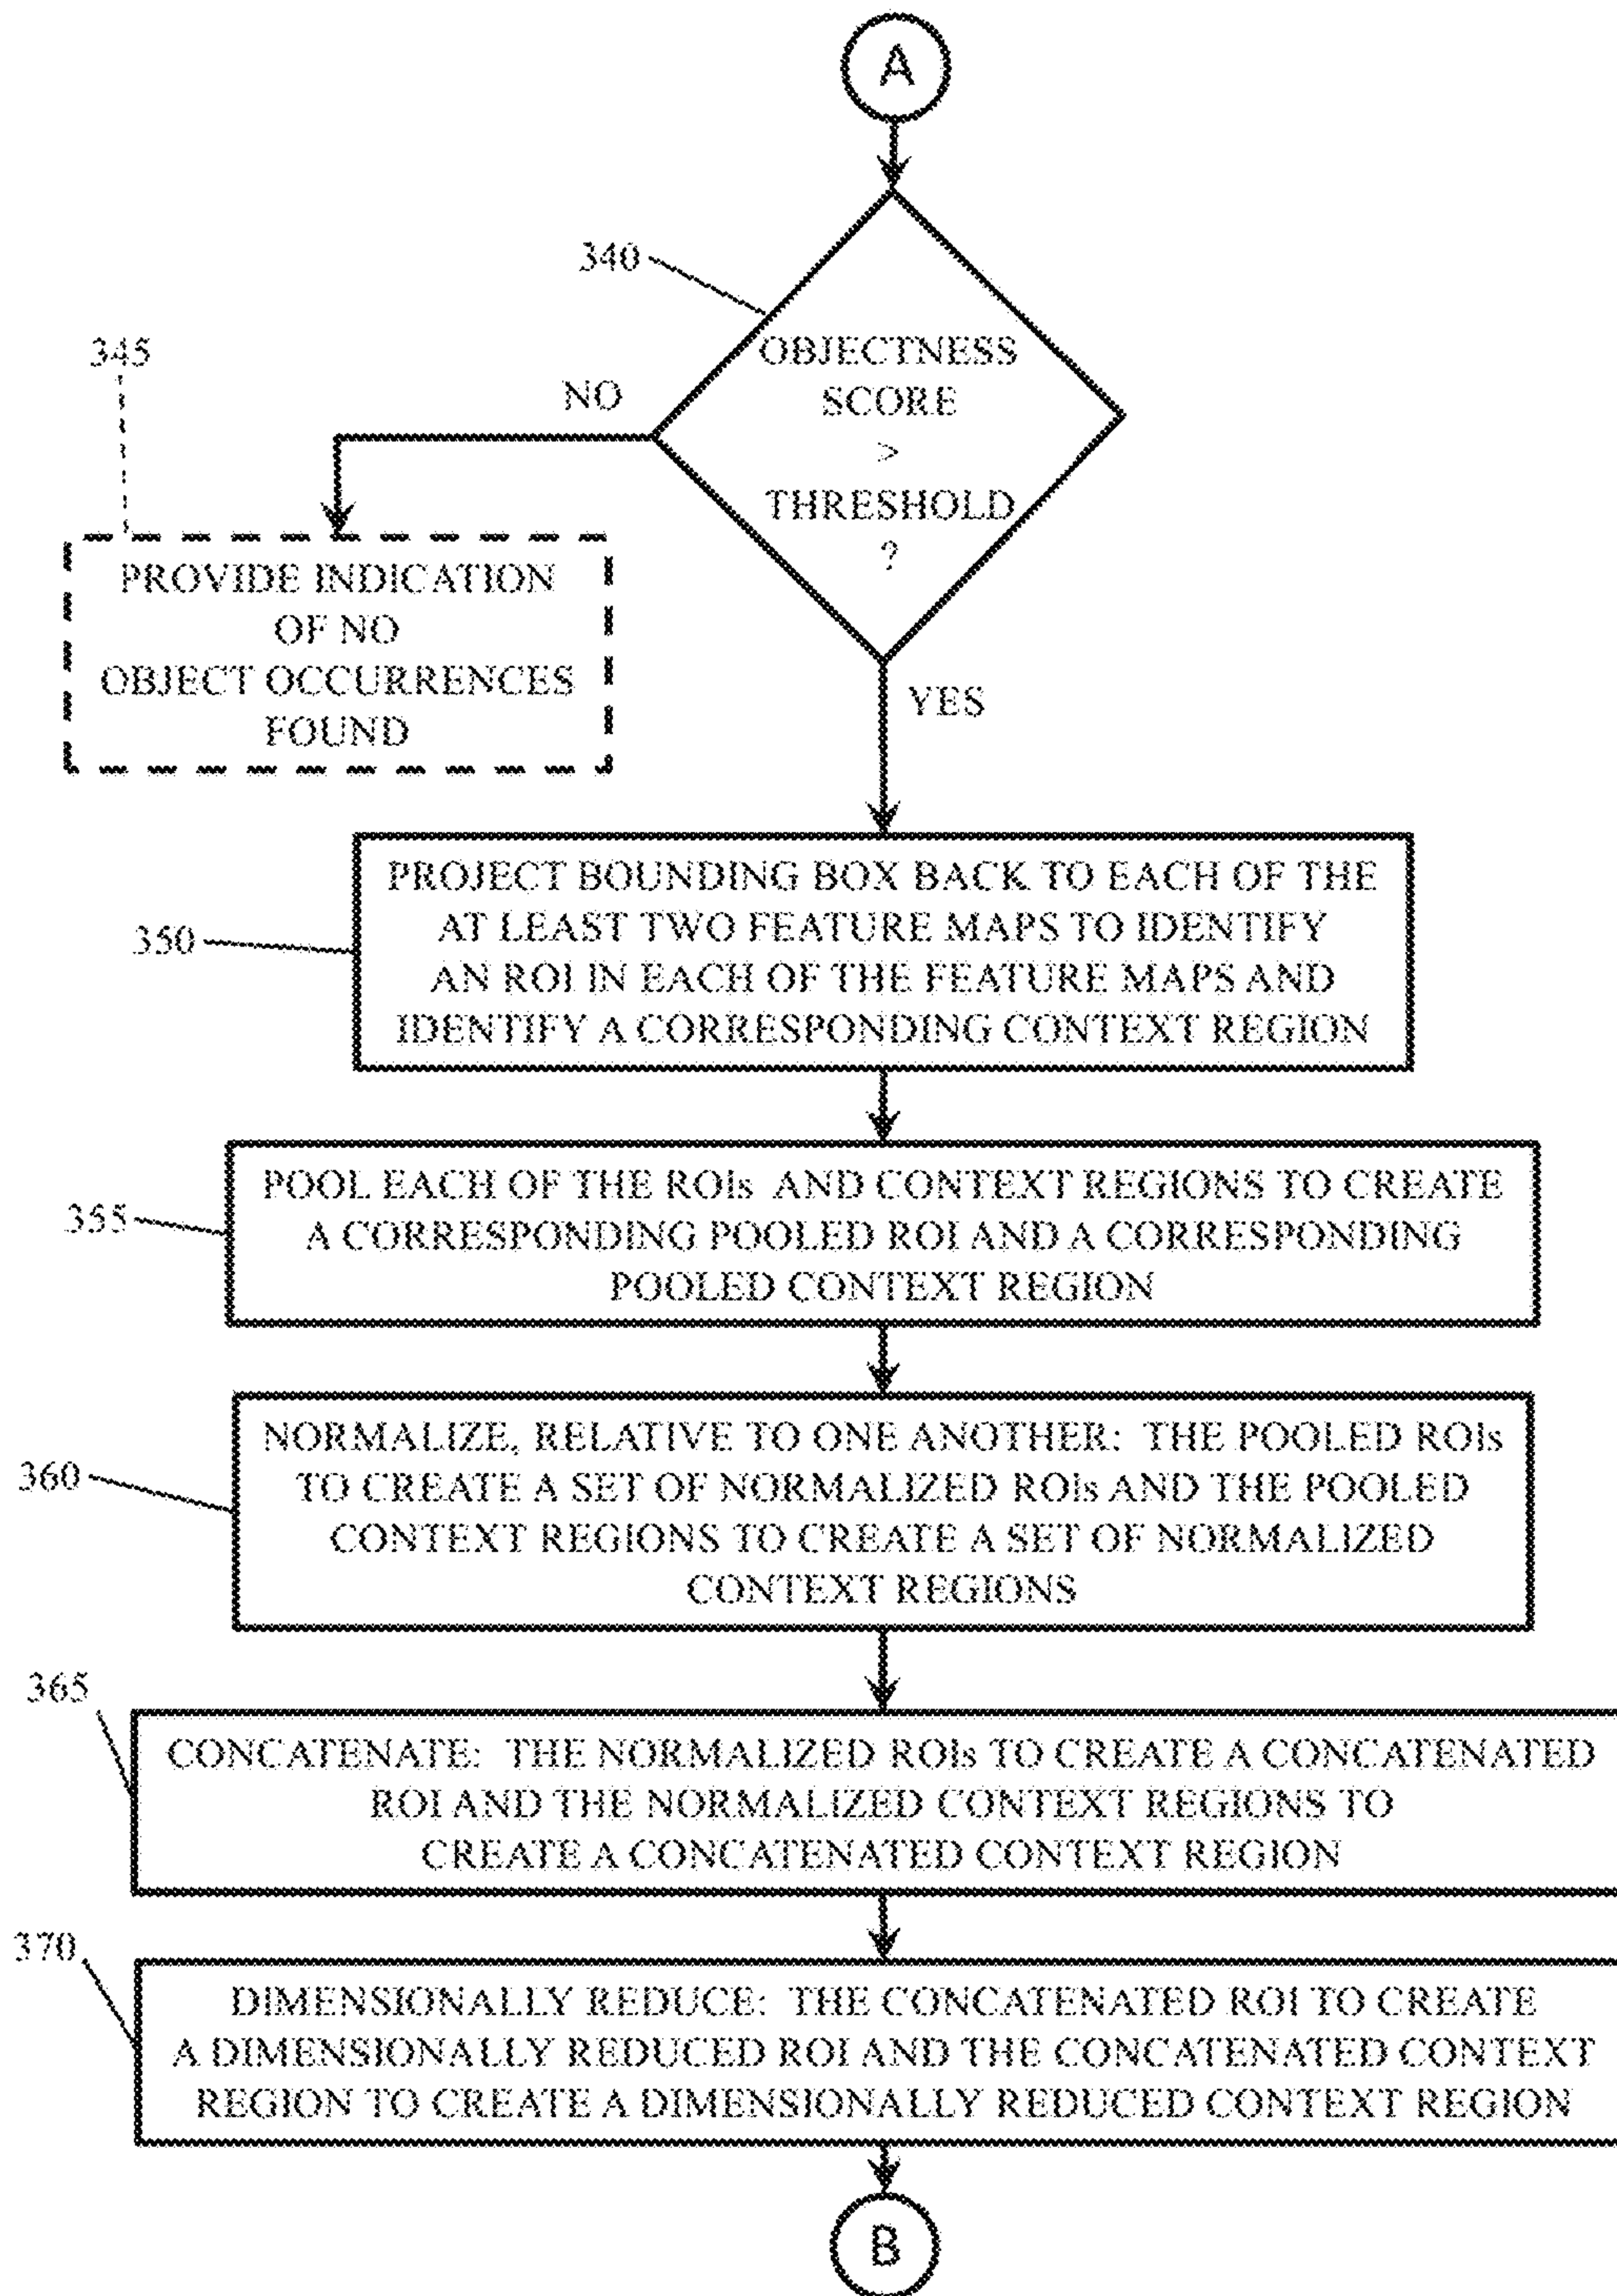 A
340
OBJECTNESS
SCORE
>
THRESHOLD
?
345
NO
PROVIDE INDICATION
OF NO
OBJECT OCCURRENCES
FOUND
YES
350
PROJECT BOUNDING BOX BACK TO EACH OF THE
AT LEAST TWO FEATURE MAPS TO IDENTIFY
AN ROI IN EACH OF THE FEATURE MAPS AND
IDENTIFY A CORRESPONDING CONTEXT REGION
355
POOL EACH OF THE ROIs AND CONTEXT REGIONS TO CREATE
A CORRESPONDING POOLED ROI AND A CORRESPONDING
POOLED CONTEXT REGION
360
NORMALIZE, RELATIVE TO ONE ANOTHER: THE POOLED ROIs
TO CREATE A SET OF NORMALIZED ROIs AND THE POOLED
CONTEXT REGIONS TO CREATE A SET OF NORMALIZED
CONTEXT REGIONS
365
CONCATENATE: THE NORMALIZED ROIs TO CREATE A CONCATENATED
ROI AND THE NORMALIZED CONTEXT REGIONS TO
CREATE A CONCATENATED CONTEXT REGION
370
DIMENSIONALLY REDUCE: THE CONCATENATED ROI TO CREATE
A DIMENSIONALLY REDUCED ROI AND THE CONCATENATED CONTEXT
REGION TO CREATE A DIMENSIONALLY REDUCED CONTEXT REGION
B